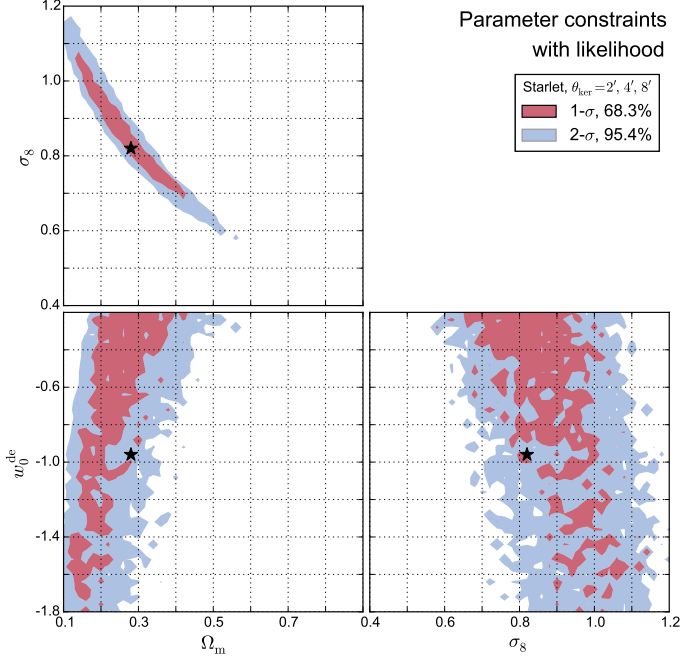 Parameter constraints
with likelihood
Starlet, θker = 2′, 4′, 8′
1-σ, 68.3%
2-σ, 95.4%
1.2
1.0
0.8
0.6
0.4
σ8
-0.6
-1.0
-1.4
-1.8
w0de
0.1 0.3 0.5 0.7 0.4 0.6 0.8 1.0 1.2
Ωm σ8